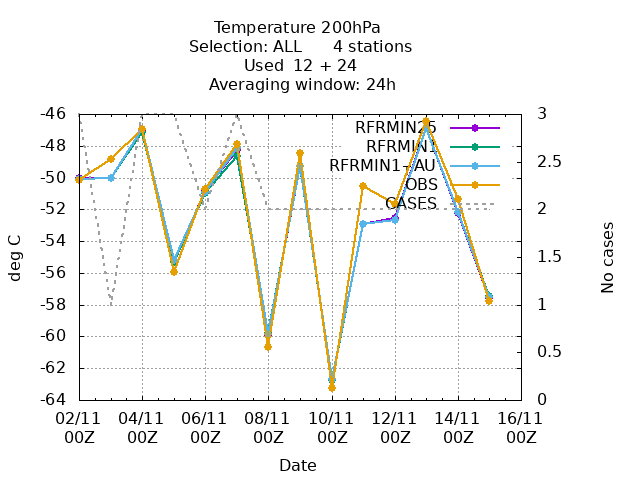 Temperature 200hPa
Selection: ALL 4 stations
Used 12 + 24
Averaging window: 24h
-46 3
RFRMIN25
RFRMIN1
-48
2.5
RFRMIN1-AU
-50
OBS
CASES
-52 2
-54
deg C
1.5
No cases
-56
-58 1
-60
0.5
-62
-64 0
02/11 04/11 06/11 08/11 10/11 12/11 14/11 16/11
00Z 00Z 00Z 00Z 00Z 00Z 00Z 00Z
Date